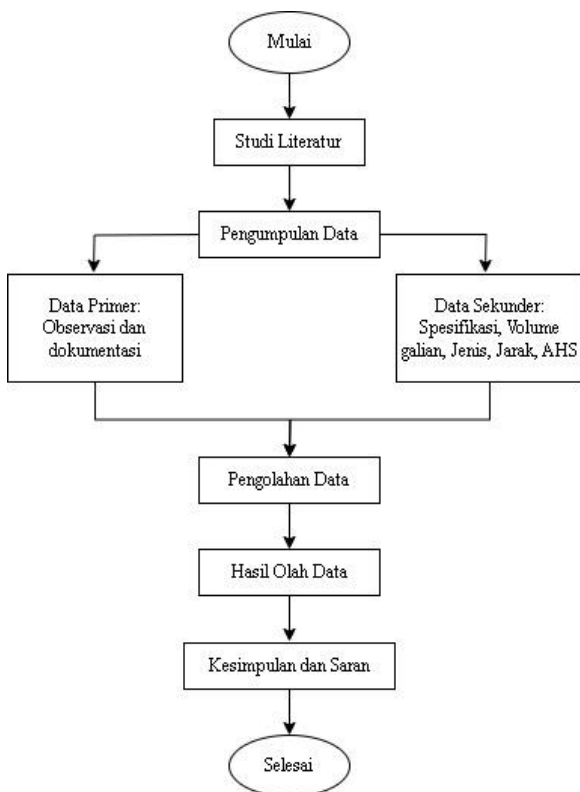 Mulai
Studi Literatur
Pengumpulan Data
Data Primer:
Observasi dan
dokumentasi
Data Sekunder:
Spesifikasi, Volume
galian, Jenis, Jarak, AHS
Pengolahan Data
Hasil Olah Data
Kesimpulan dan Saran
Selesai